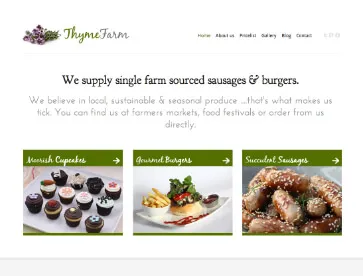 ThymeFarm
Home About us Pricelist Gallery Blog Contact
We supply single farm sourced sausages & burgers.
We believe in local, sustainable & seasonal produce ...that's what makes us
tick. You can find us at farmers markets, food festivals or order from us
directly.
Moorish Cupcakes
Gourmet Burgers
Succulent Sausages